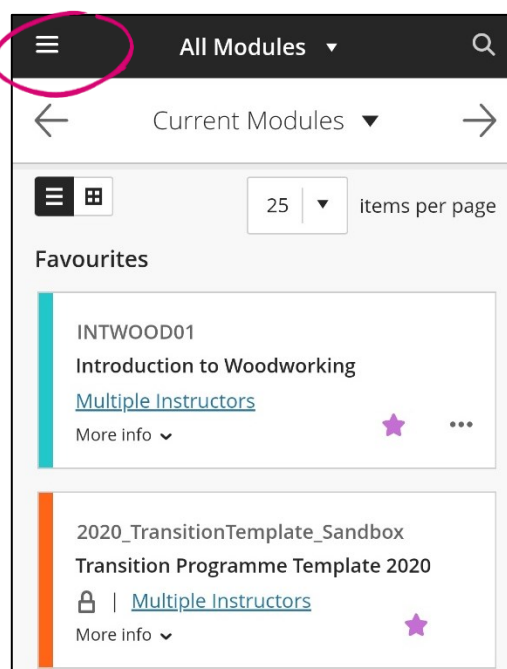 All Modules
Current Modules
25 items per page
Favourites
INTWOOD01
Introduction to Woodworking
Multiple Instructors
More info
2020_TransitionTemplate_Sandbox
Transition Programme Template 2020
| Multiple Instructors
More info